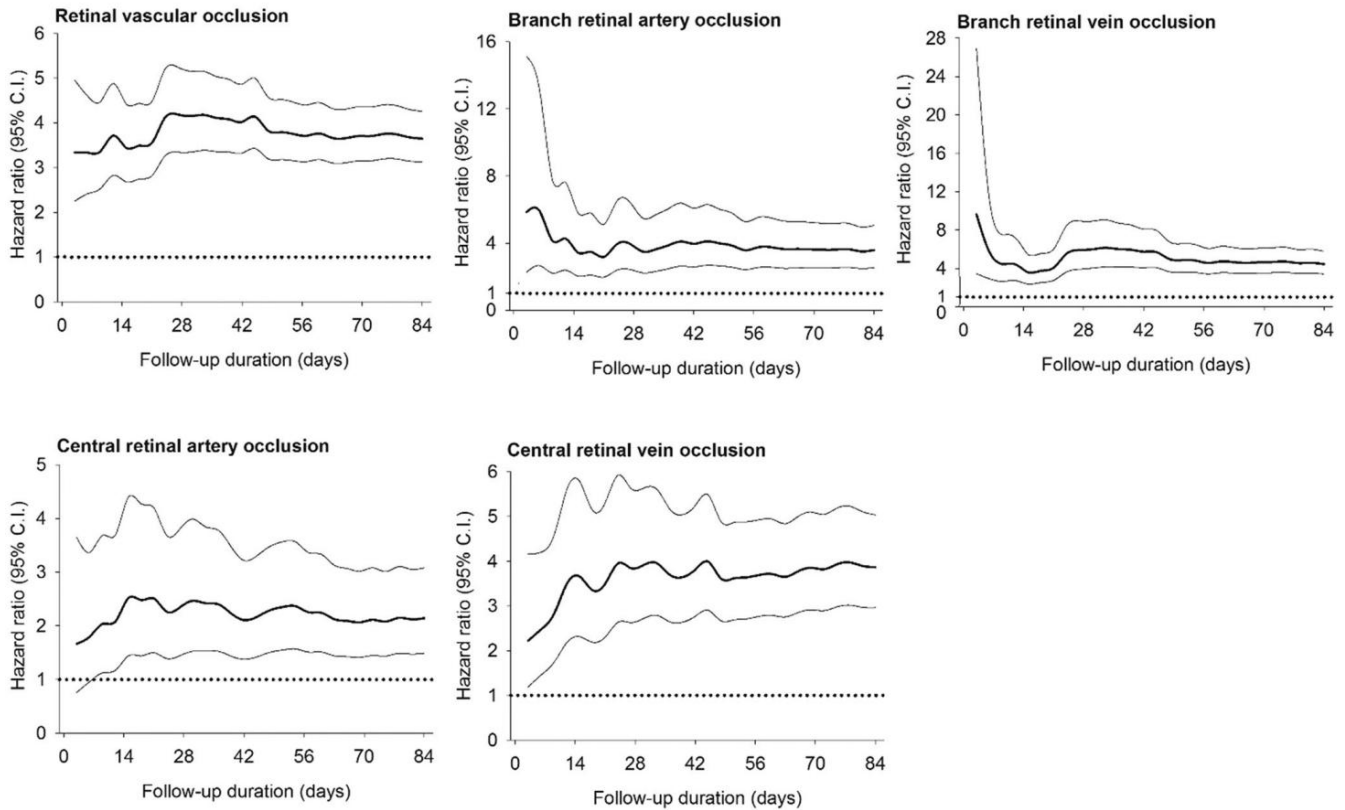 Retinal vascular occlusion
Hazard ratio (95% C.I.)
6
5
4
3
2
1
0
0 14 28 42 56 70 84
Follow-up duration (days)
Branch retinal artery occlusion
Hazard ratio (95% C.I.)
16
12
8
4
1
0
0 14 28 42 56 70 84
Follow-up duration (days)
Branch retinal vein occlusion
Hazard ratio (95% C.I.)
28
24
20
16
12
8
4
1
0
0 14 28 42 56 70 84
Follow-up duration (days)
Central retinal artery occlusion
Hazard ratio (95% C.I.)
5
4
3
2
1
0
0 14 28 42 56 70 84
Follow-up duration (days)
Central retinal vein occlusion
Hazard ratio (95% C.I.)
6
5
4
3
2
1
0
0 14 28 42 56 70 84
Follow-up duration (days)